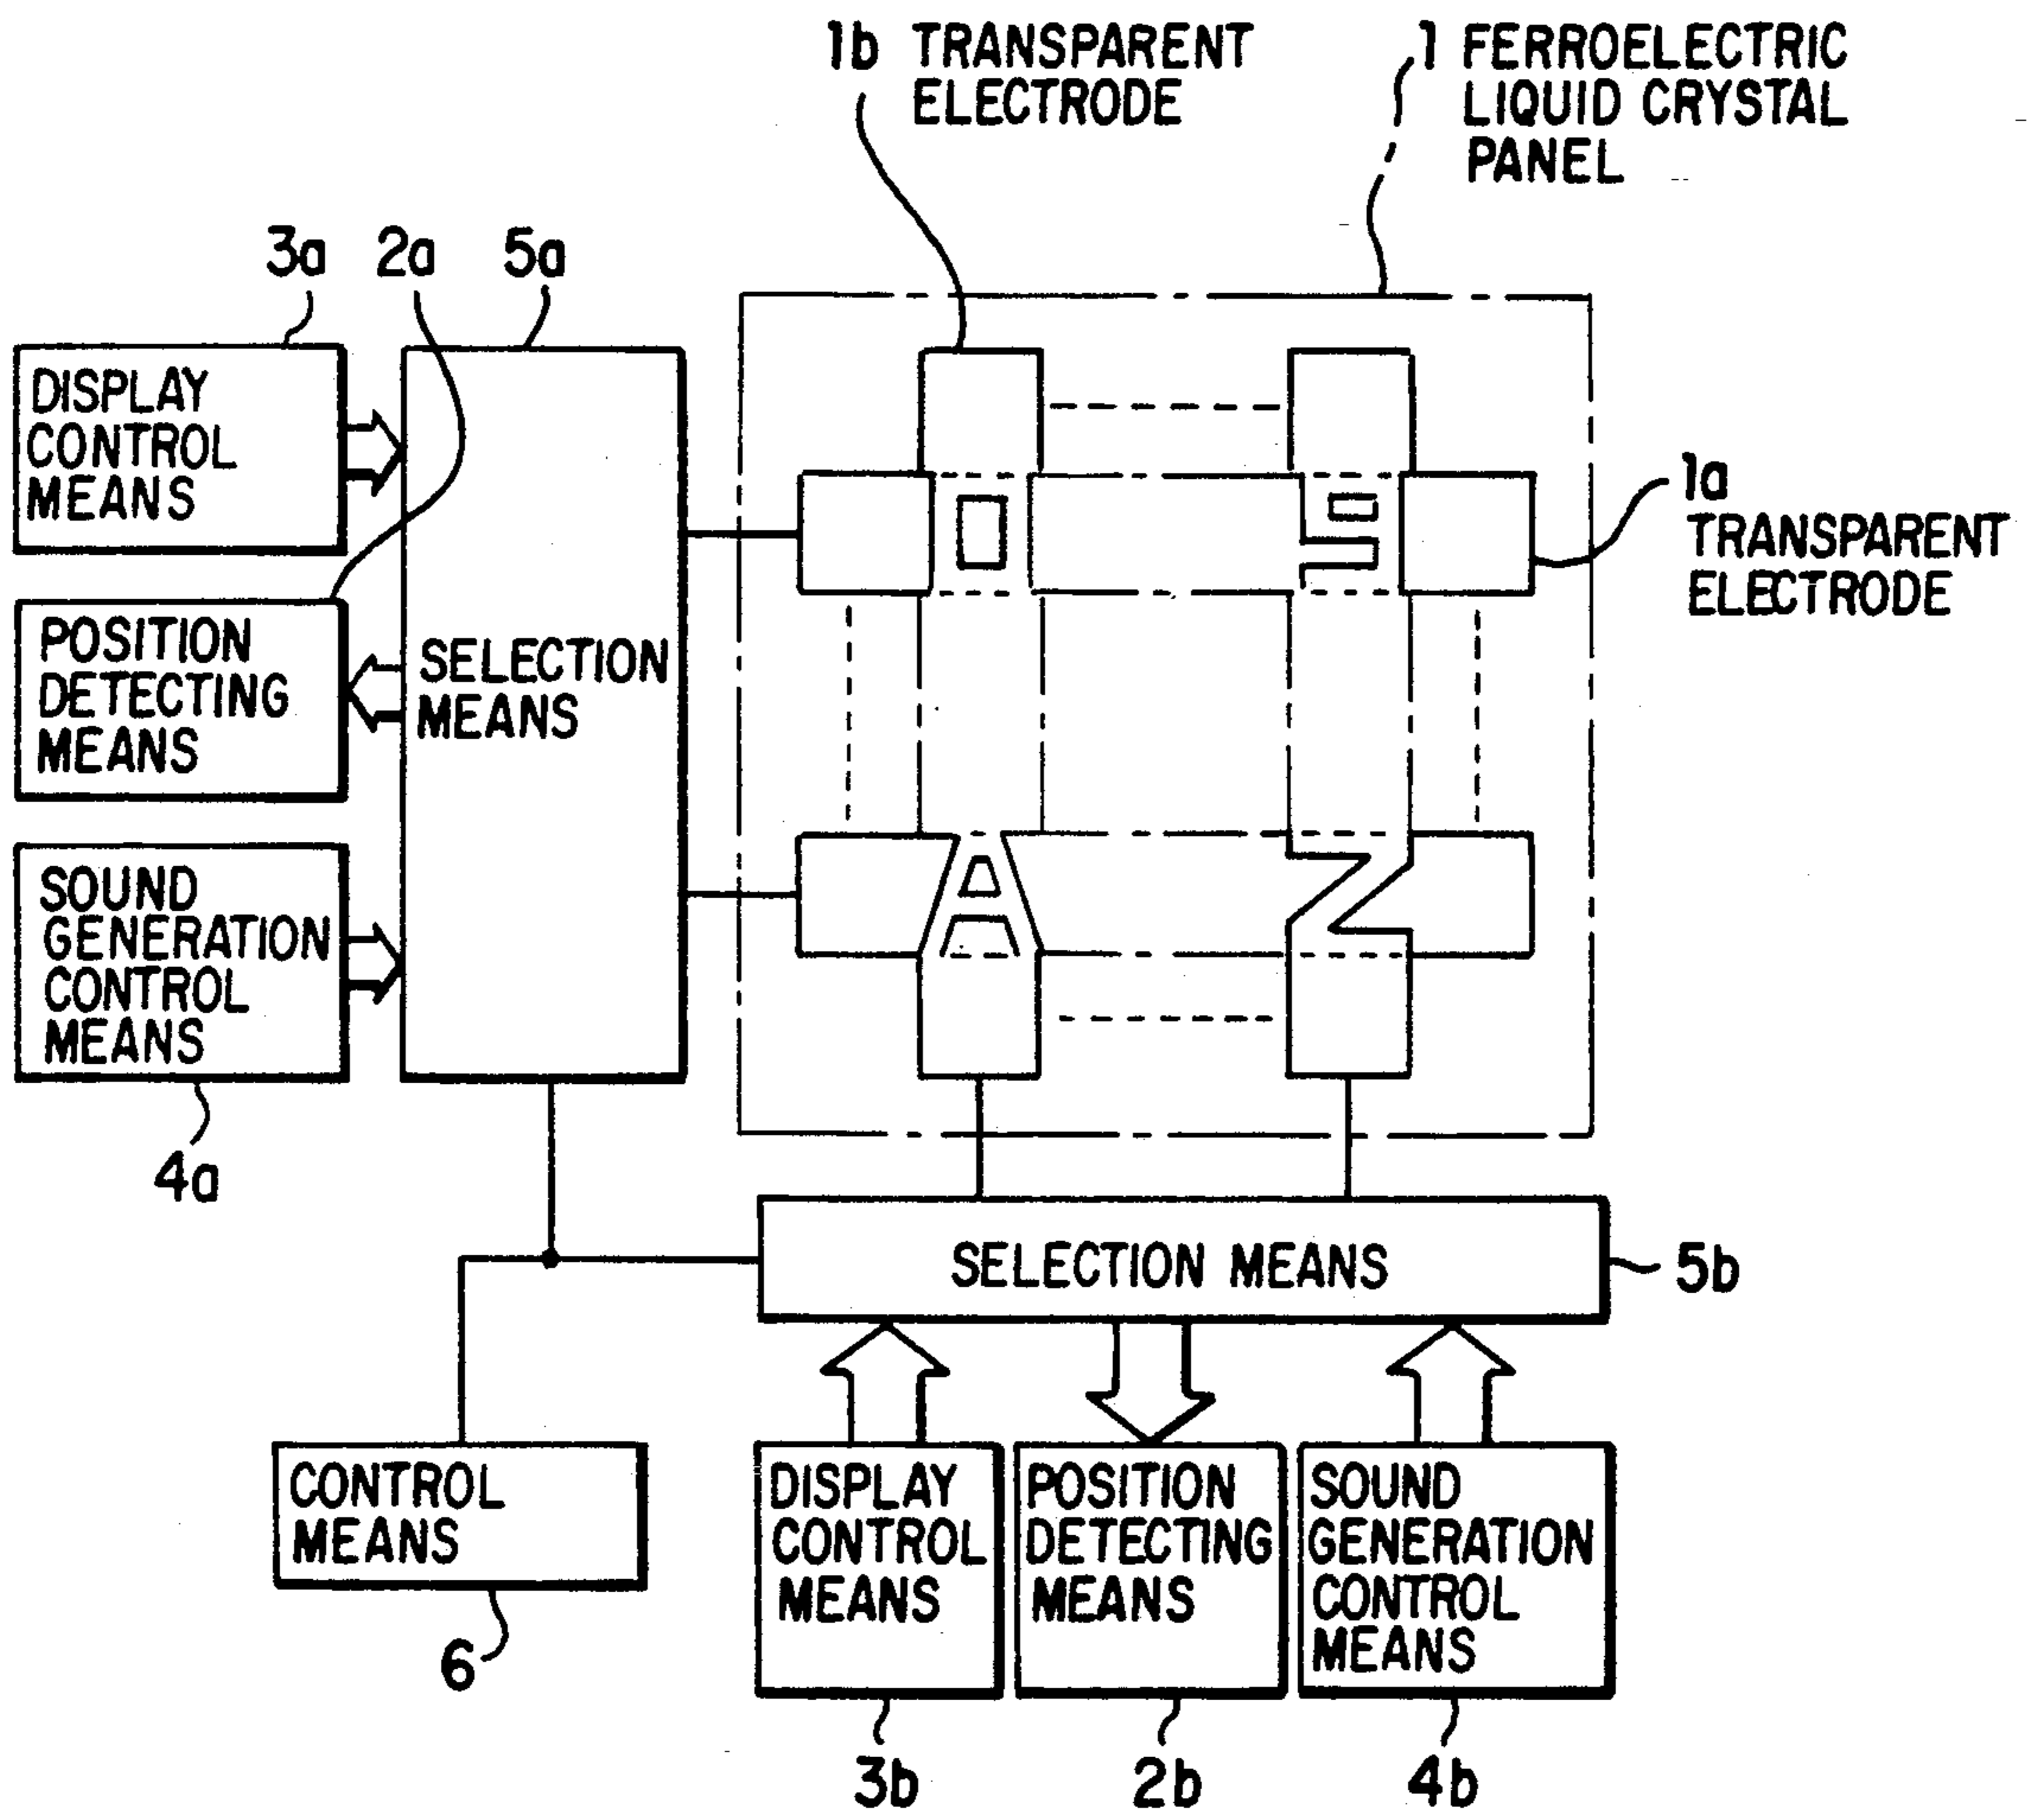 1b TRANSPARENT
ELECTRODE
1 FERROELECTRIC
LIQUID CRYSTAL
PANEL
3a
2a
5a
DISPLAY
CONTROL
MEANS
POSITION
DETECTING
MEANS
SOUND
GENERATION
CONTROL
MEANS
4a
SELECTION
MEANS
0
9
A
Z
1a
TRANSPARENT
ELECTRODE
SELECTION MEANS
5b
CONTROL
MEANS
6
DISPLAY
CONTROL
MEANS
3b
POSITION
DETECTING
MEANS
2b
SOUND
GENERATION
CONTROL
MEANS
4b